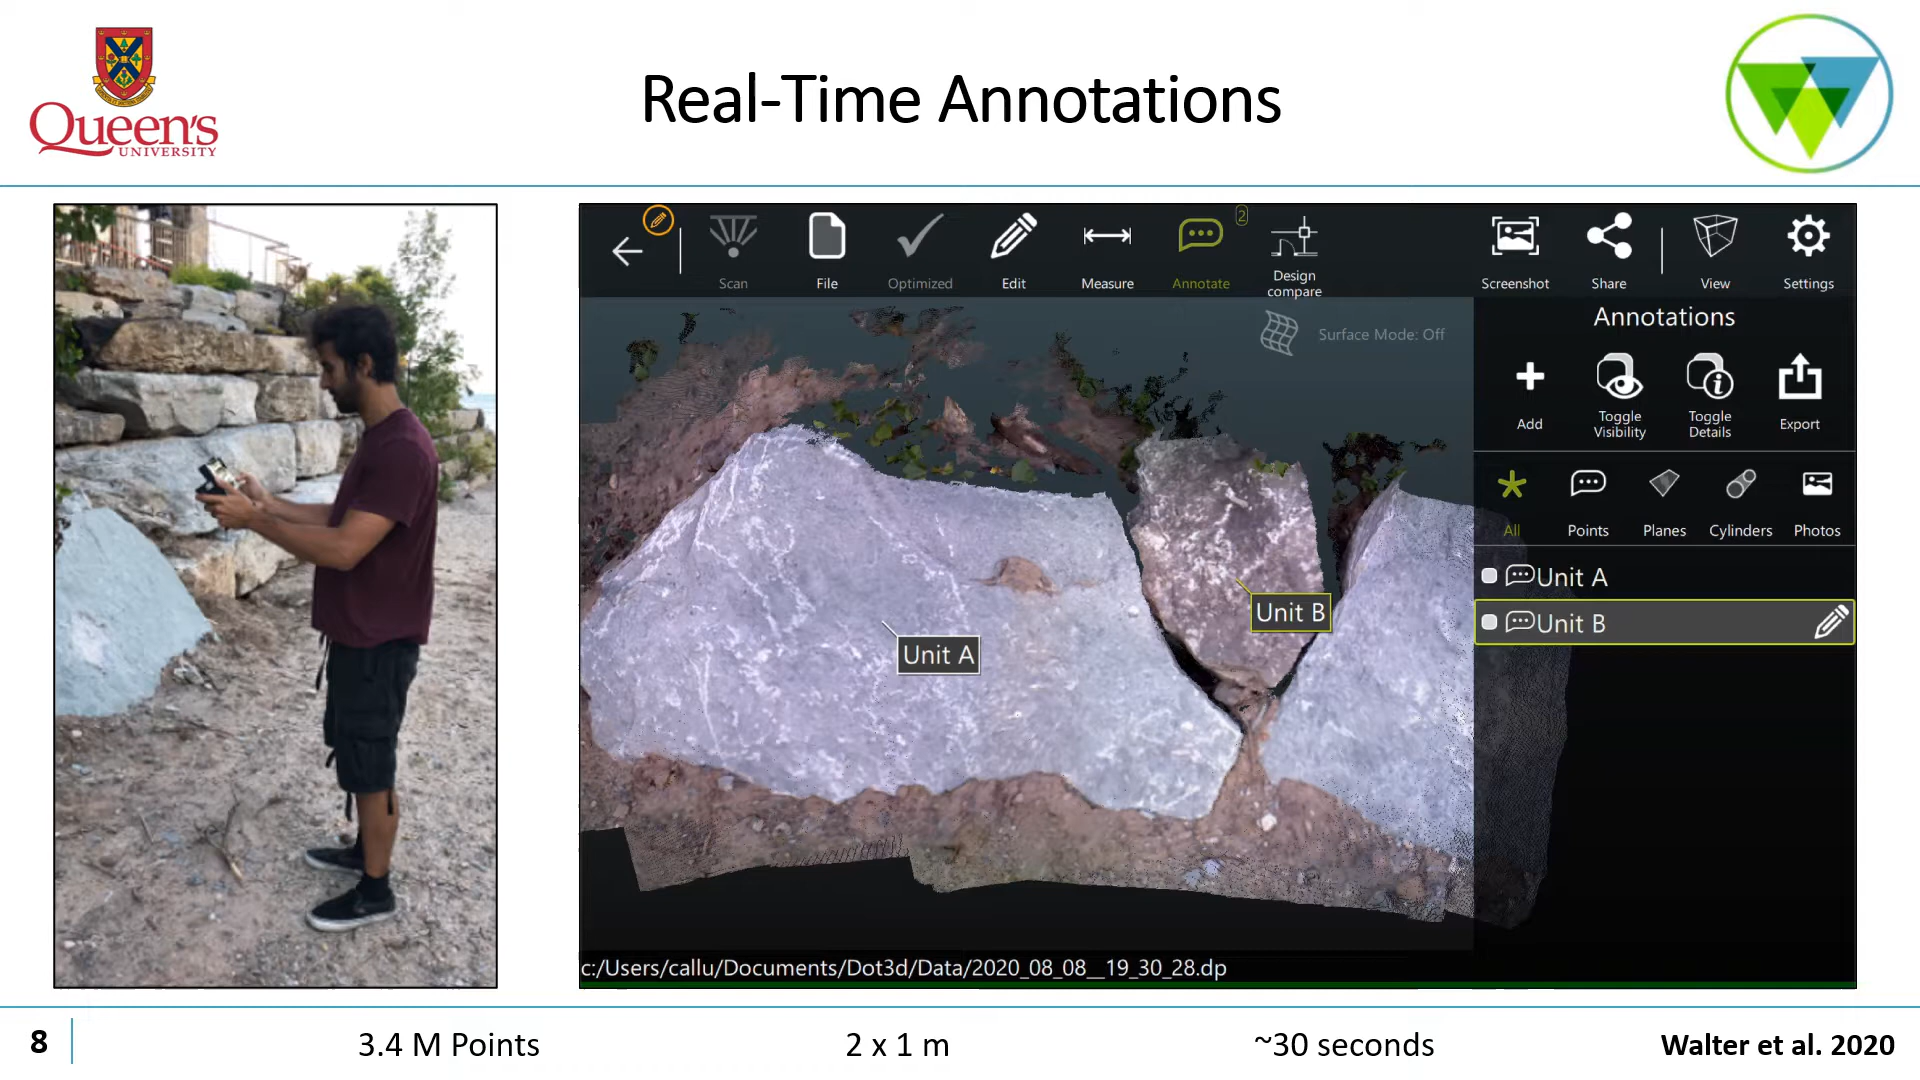 Queen's
UNIVERSITY
Real-Time Annotations
2
Scan
File
Optimized
Edit
Measure
Annotate
Design
compare
Screenshot
Share
View
Settings
Surface Mode: Off
Annotations
Add
Toggle
Visibility
Toggle
Details
Export
All
Points
Planes
Cylinders
Photos
Unit A
Unit B
Unit B
Unit A
c:/Users/callu/Documents/Dot3d/Data/2020_08_08__19_30_28.dp
8
3.4 M Points
2 x 1 m
~30 seconds
Walter et al. 2020